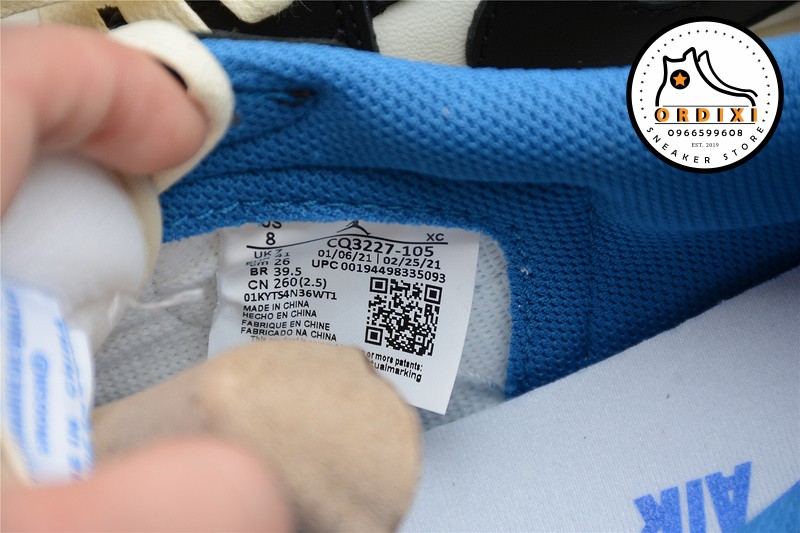 ORDIXI
0966599608
EST. 2019
SNEAKER STORE
US
8
XC
UK 7
CQ3227-105
cm 26
01/06/21 | 02/25/21
BR 39.5
UPC 00194498335093
CN 260(2.5)
01KYTS4N36WT1
MADE IN CHINA
HECHO EN CHINA
FABRIQUE EN CHINE
FABRICADO NA CHINA
or more patents:
AIR